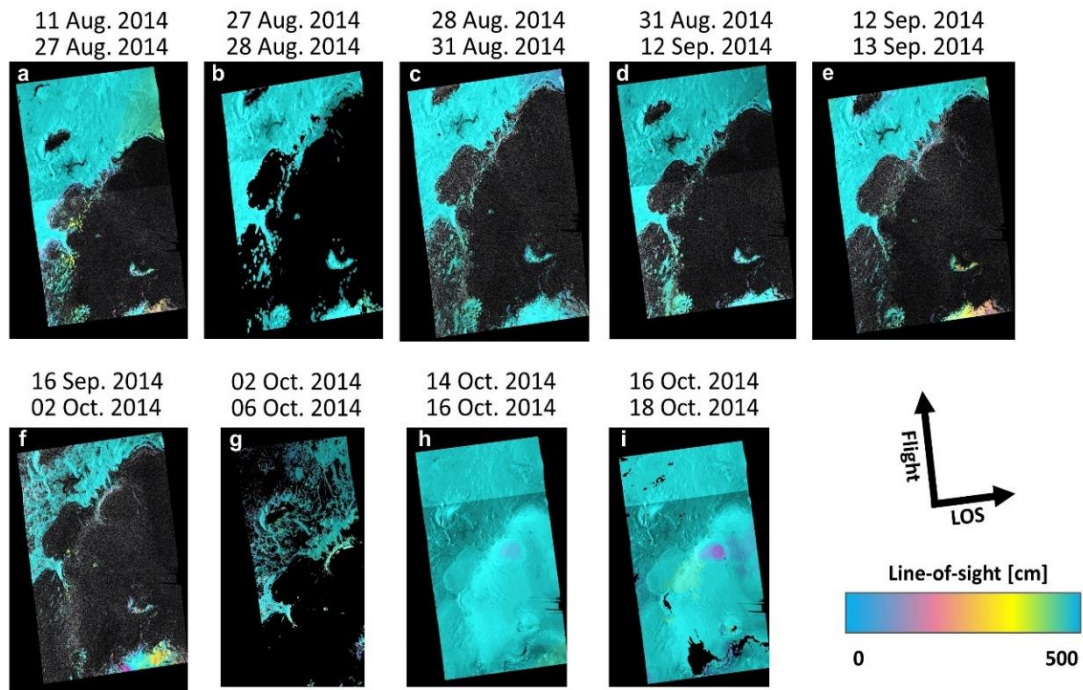 11 Aug. 2014 27 Aug. 2014 28 Aug. 2014 31 Aug. 2014 12 Sep. 2014
27 Aug. 2014 28 Aug. 2014 31 Aug. 2014 12 Sep. 2014 13 Sep. 2014
a b c d e
16 Sep. 2014 02 Oct. 2014 14 Oct. 2014 16 Oct. 2014
02 Oct. 2014 06 Oct. 2014 16 Oct. 2014 18 Oct. 2014
f g h i
Flight
LOS
Line-of-sight [cm]
0 500